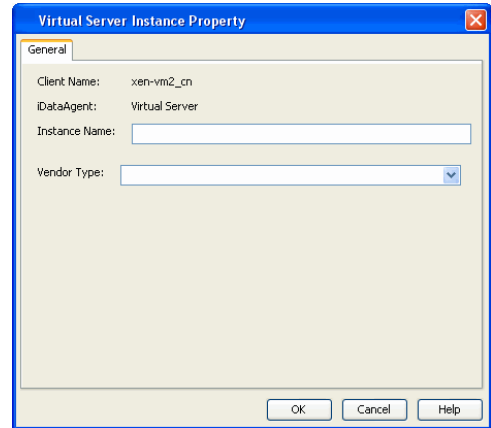 Virtual Server Instance Property
General
Client Name: xen-vm2_cn
iDataAgent: Virtual Server
Instance Name:
Vendor Type:
OK Cancel Help